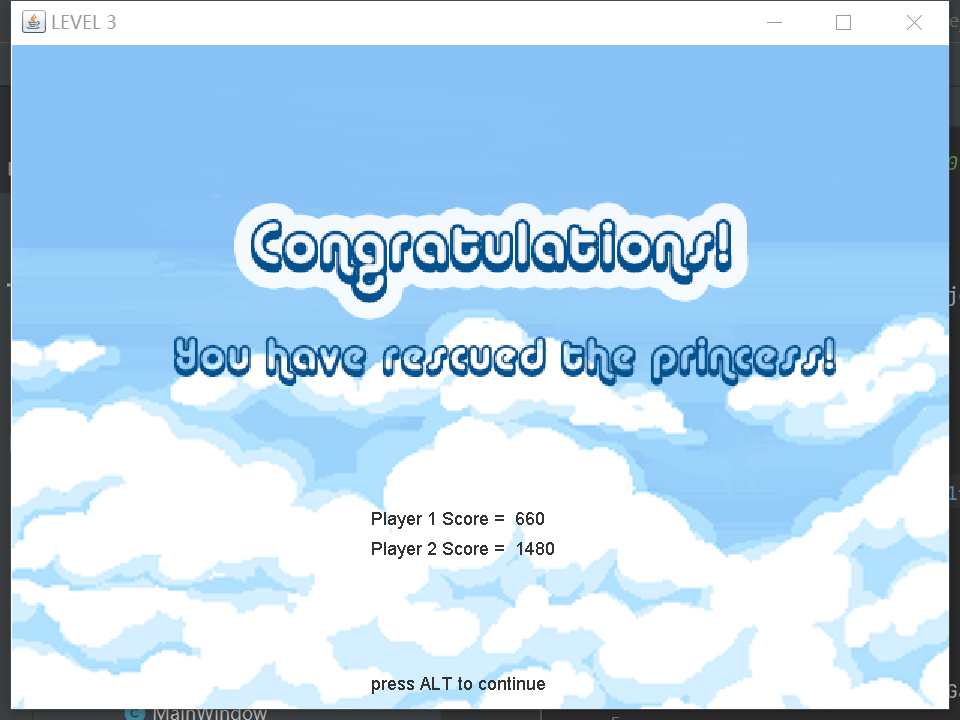 LEVEL 3
Congratulations!
You have rescued the princess!
Player 1 Score = 660
Player 2 Score = 1480
press ALT to continue
MainWindow